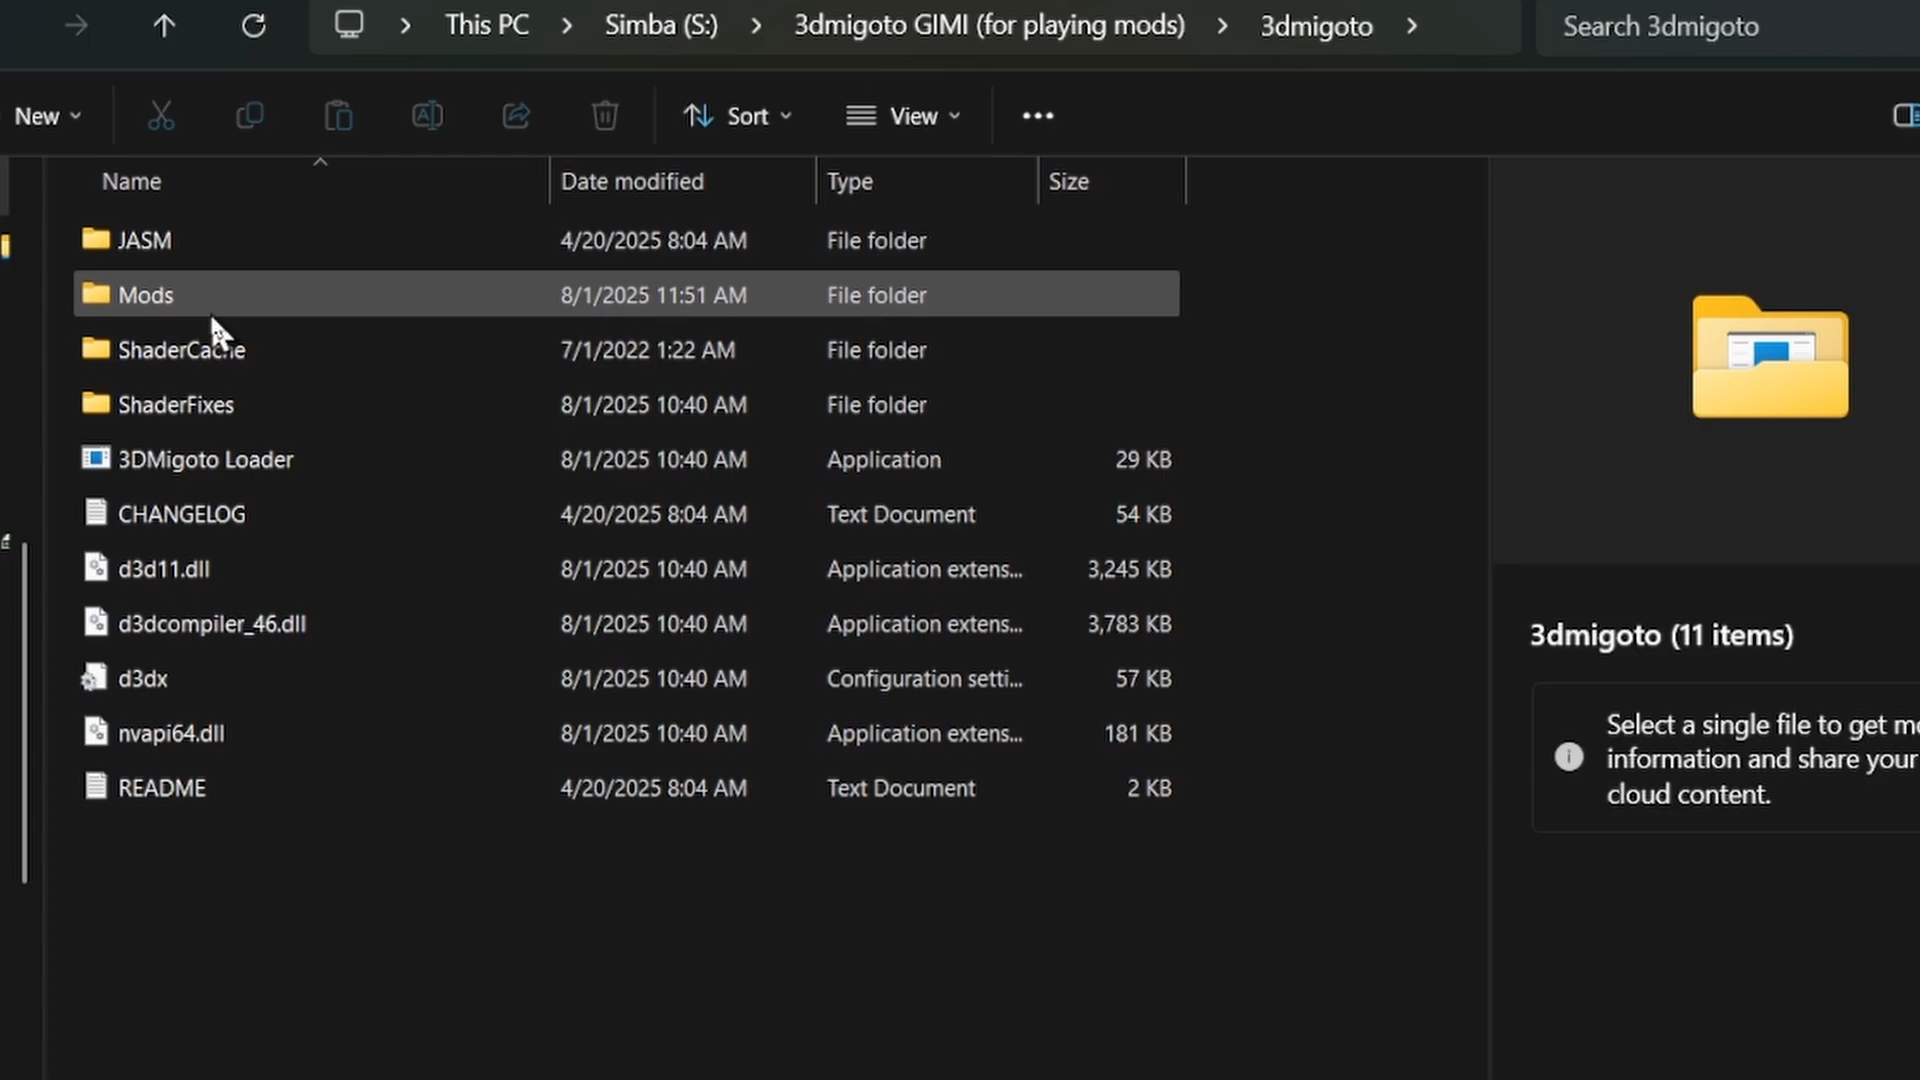 This PC > Simba (S:) > 3dmigoto GIMI (for playing mods) > 3dmigoto >
Search 3dmigoto
New
Sort
View
Name Date modified Type Size
JASM 4/20/2025 8:04 AM File folder
Mods 8/1/2025 11:51 AM File folder
ShaderCache 7/1/2022 1:22 AM File folder
ShaderFixes 8/1/2025 10:40 AM File folder
3DMigoto Loader 8/1/2025 10:40 AM Application 29 KB
CHANGELOG 4/20/2025 8:04 AM Text Document 54 KB
d3d11.dll 8/1/2025 10:40 AM Application extens... 3,245 KB
d3dcompiler_46.dll 8/1/2025 10:40 AM Application extens... 3,783 KB
d3dx 8/1/2025 10:40 AM Configuration setti... 57 KB
nvapi64.dll 8/1/2025 10:40 AM Application extens... 181 KB
README 4/20/2025 8:04 AM Text Document 2 KB
3dmigoto (11 items)
Select a single file to get mo
information and share your
cloud content.